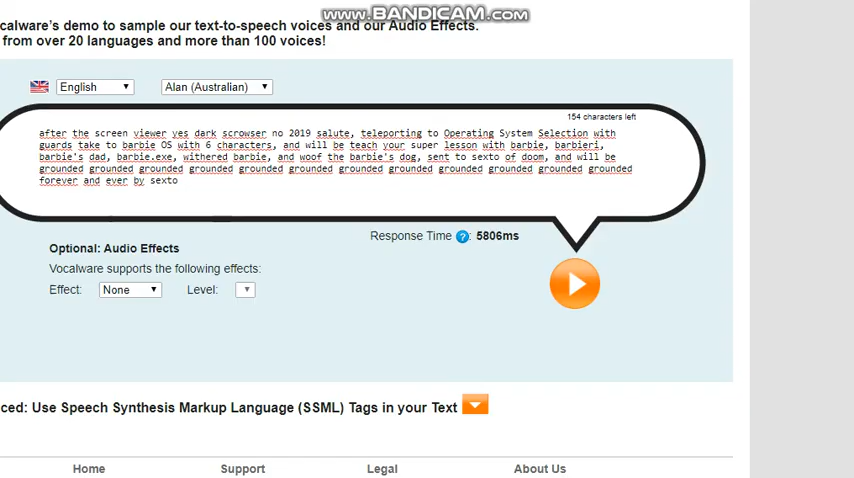 www.BANDICAM.com
ocalware's demo to sample our text-to-speech voices and our Audio Effects.
from over 20 languages and more than 100 voices!
English Alan (Australian)
154 characters left
after the screen viewer yes dark scrowser no 2019 salute, teleporting to Operating System Selection with
guards take to barbie OS with 6 characters, and will be teach your super lesson with barbie, barbieri,
barbie's dad, barbie.exe, withered barbie, and woof the barbie's dog, sent to sexto of doom, and will be
grounded grounded grounded grounded grounded grounded grounded grounded grounded grounded grounded grounded
forever and ever by sexto
Response Time ? : 5806ms
Optional: Audio Effects
Vocalware supports the following effects:
Effect: None Level:
ced: Use Speech Synthesis Markup Language (SSML) Tags in your Text
Home Support Legal About Us